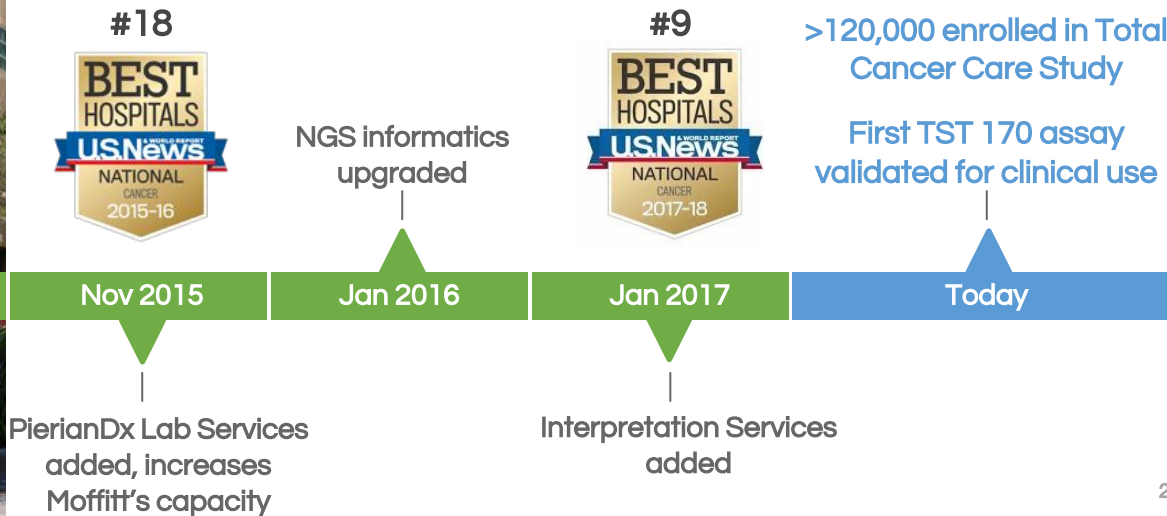 #18
BEST
HOSPITALS
U.S.News
& WORLD REPORT
NATIONAL
CANCER
2015-16
NGS informatics
upgraded
#9
BEST
HOSPITALS
U.S.News
& WORLD REPORT
NATIONAL
CANCER
2017-18
>120,000 enrolled in Total
Cancer Care Study
First TST 170 assay
validated for clinical use
Nov 2015
Jan 2016
Jan 2017
Today
PierianDx Lab Services
added, increases
Moffitt's capacity
Interpretation Services
added
2